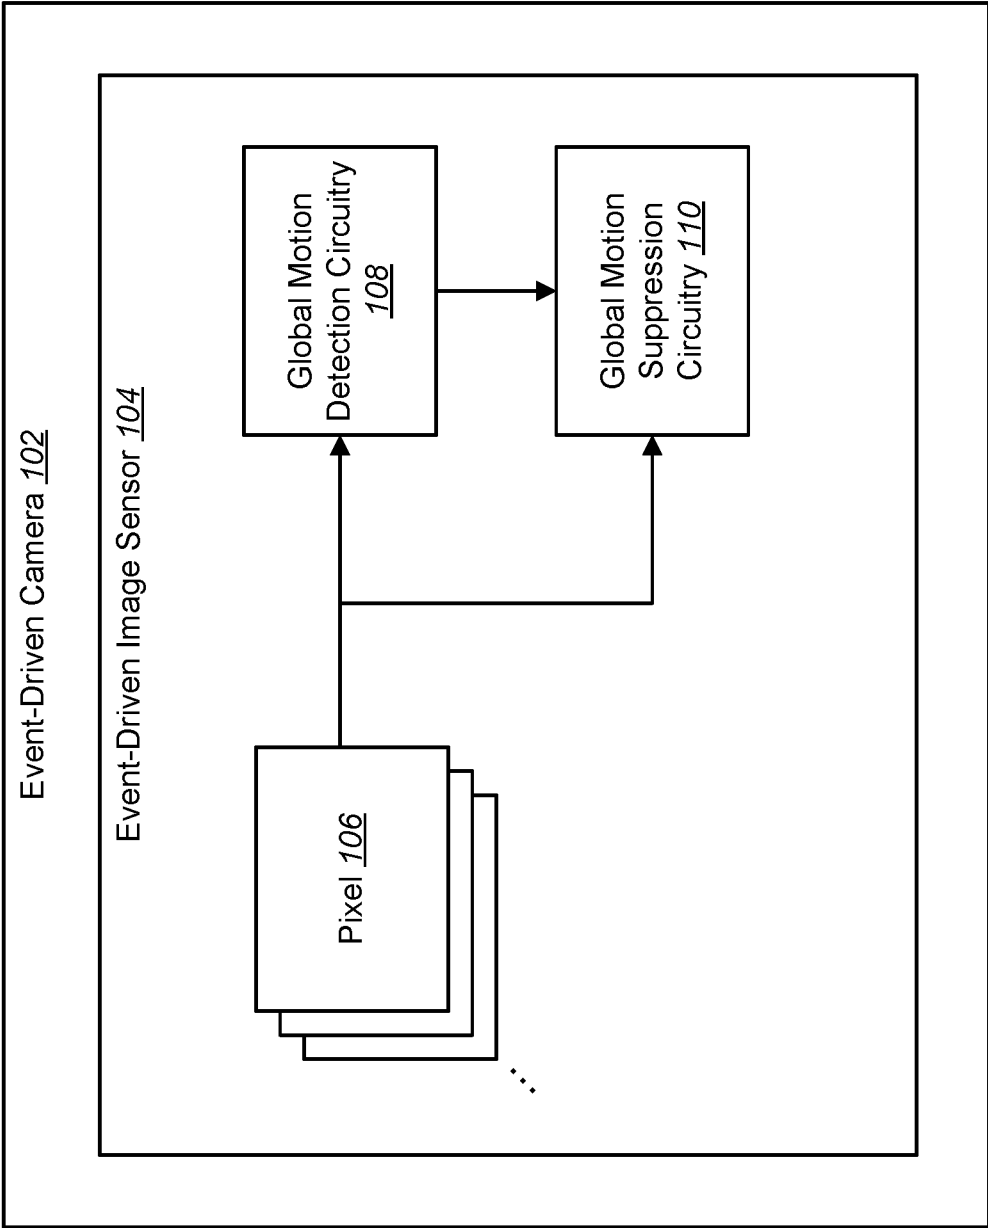 Event-Driven Camera 102
Event-Driven Image Sensor 104
Pixel 106
Global Motion
Detection Circuitry
108
Global Motion
Suppression
Circuitry 110